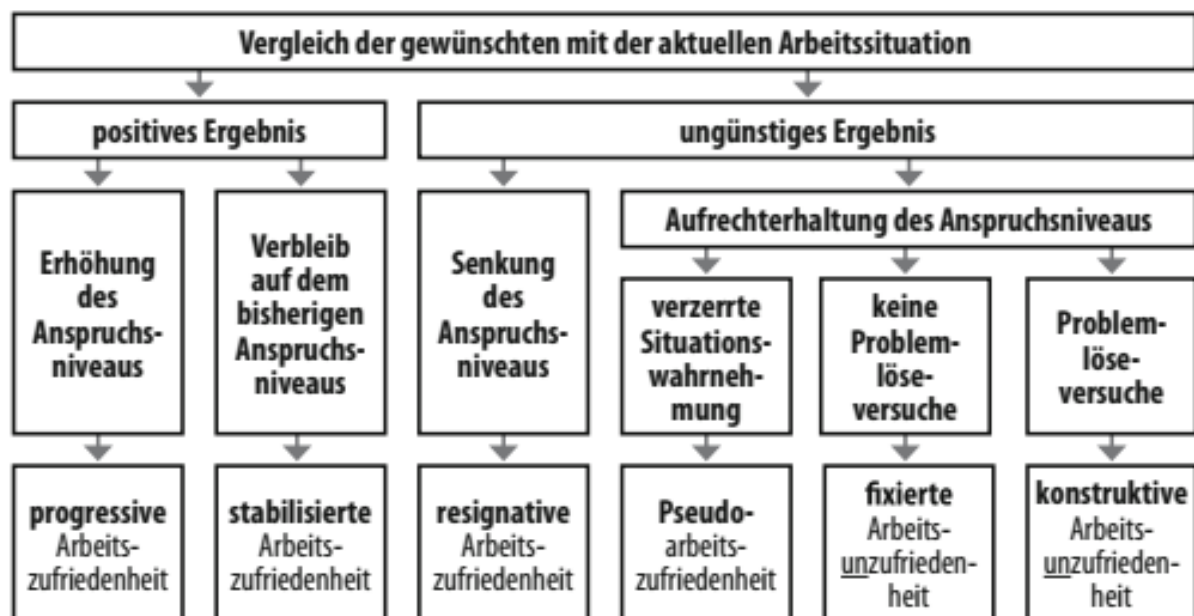 Vergleich der gewünschten mit der aktuellen Arbeitssituation
positives Ergebnis
ungünstiges Ergebnis
Erhöhung
des
Anspruchs-
niveaus
Verbleib
auf dem
bisherigen
Anspruchs-
niveaus
Senkung
des
Anspruchs-
niveaus
Aufrechterhaltung des Anspruchsniveaus
verzerrte
Situations-
wahrneh-
mung
keine
Problem-
löse-
versuche
Problem-
löse-
versuche
progressive
Arbeits-
zufriedenheit
stabilisierte
Arbeits-
zufriedenheit
resignative
Arbeits-
zufriedenheit
Pseudo-
arbeits-
zufriedenheit
fixierte
Arbeits-
unzufrieden-
heit
konstruktive
Arbeits-
unzufrieden-
heit